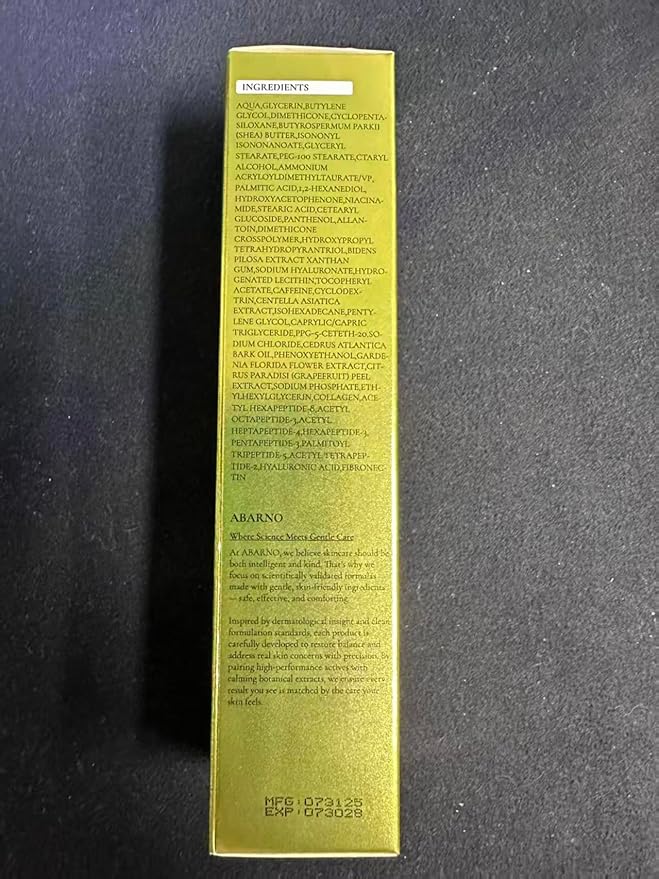 INGREDIENTS
AQUA,GLYCERIN,BUTYLENE
GLYCOL,DIMETHICONE,CYCLOPENTA-
SILOXANE,BUTYROSPERMUM PARKII
(SHEA) BUTTER,ISONONYL
ISONONANOATE,GLYCERYL
STEARATE,PEG-100 STEARATE,CTARYL
ALCOHOL,AMMONIUM
ACRYLOYLDIMETHYLTAURATE/VP,
PALMITIC ACID,1,2-HEXANEDIOL,
HYDROXYACETOPHENONE,NIACINA-
MIDE,STEARIC ACID,CETEARYL
GLUCOSIDE,PANTHENOL,ALLAN-
TOIN,DIMETHICONE
CROSSPOLYMER,HYDROXYPROPYL
TETRAHYDROPYRANTRIOL,BIDENS
PILOSA EXTRACT XANTHAN
GUM,SODIUM HYALURONATE,HYDRO-
GENATED LECITHIN,TOCOPHERYL
ACETATE,CAFFEINE,CYCLODEX-
TRIN,CENTELLA ASIATICA
EXTRACT,ISOHEXADECANE,PENTY-
LENE GLYCOL,CAPRYLIC/CAPRIC
TRIGLYCERIDE,PPG-5-CETETH-20,SO-
DIUM CHLORIDE,CEDRUS ATLANTICA
BARK OIL,PHENOXYETHANOL,GARDE-
NIA FLORIDA FLOWER EXTRACT,CIT-
RUS PARADISI (GRAPEFRUIT) PEEL
EXTRACT,SODIUM PHOSPHATE,ETH-
YLHEXYLGLYCERIN,COLLAGEN,ACE-
TYL HEXAPEPTIDE-8,ACETYL
OCTAPEPTIDE-3,ACETYL
HEPTAPEPTIDE-4,HEXAPEPTIDE-3,
PENTAPEPTIDE-3,PALMITOYL
TRIPEPTIDE-5,ACETYL TETRAPEP-
TIDE-2,HYALURONIC ACID,FIBRONEC-
TIN
ABARNO
Where Science Meets Gentle Care
At ABARNO, we believe skincare should be
both intelligent and kind. That's why we
focus on scientifically validated formulas
made with gentle, skin-friendly ingredients
— safe, effective, and comforting.
Inspired by dermatological insight and clean
formulation standards, each product is
carefully developed to restore balance and
address real skin concerns with precision. By
pairing high-performance actives with
calming botanical extracts, we ensure every
result you see is matched by the care your
skin feels.
MFG:073125
EXP:073028